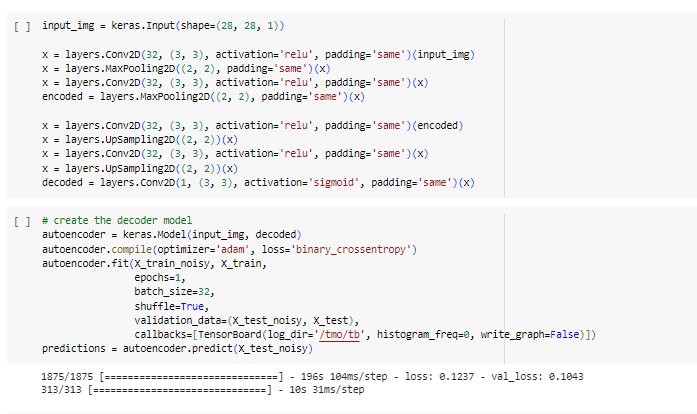 [ ] input_img = keras.Input(shape=(28, 28, 1))
x = layers.Conv2D(32, (3, 3), activation='relu', padding='same')(input_img)
x = layers.MaxPooling2D((2, 2), padding='same')(x)
x = layers.Conv2D(32, (3, 3), activation='relu', padding='same')(x)
encoded = layers.MaxPooling2D((2, 2), padding='same')(x)
x = layers.Conv2D(32, (3, 3), activation='relu', padding='same')(encoded)
x = layers.UpSampling2D((2, 2))(x)
x = layers.Conv2D(32, (3, 3), activation='relu', padding='same')(x)
x = layers.UpSampling2D((2, 2))(x)
decoded = layers.Conv2D(1, (3, 3), activation='sigmoid', padding='same')(x)
[ ] # create the decoder model
autoencoder = keras.Model(input_img, decoded)
autoencoder.compile(optimizer='adam', loss='binary_crossentropy')
autoencoder.fit(X_train_noisy, X_train,
epochs=1,
batch_size=32,
shuffle=True,
validation_data=(X_test_noisy, X_test),
callbacks=[TensorBoard(log_dir='/tmo/tb', histogram_freq=0, write_graph=False)])
predictions = autoencoder.predict(X_test_noisy)
1875/1875 [==============================] - 196s 104ms/step - loss: 0.1237 - val_loss: 0.1043
313/313 [==============================] - 10s 31ms/step